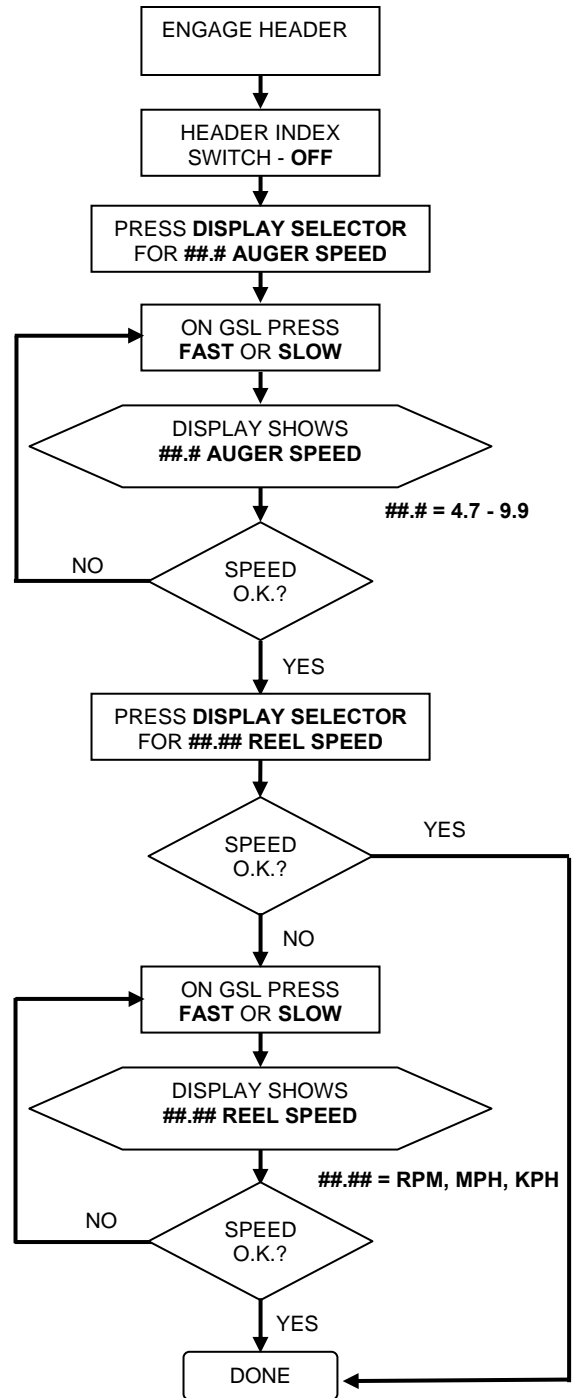 ENGAGE HEADER
HEADER INDEX
SWITCH - OFF
PRESS DISPLAY SELECTOR
FOR ##.# AUGER SPEED
ON GSL PRESS
FAST OR SLOW
DISPLAY SHOWS
##.# AUGER SPEED
##.# = 4.7 - 9.9
NO
SPEED
O.K.?
YES
PRESS DISPLAY SELECTOR
FOR ##.## REEL SPEED
YES
SPEED
O.K.?
NO
ON GSL PRESS
FAST OR SLOW
DISPLAY SHOWS
##.## REEL SPEED
##.## = RPM, MPH, KPH
NO
SPEED
O.K.?
YES
DONE